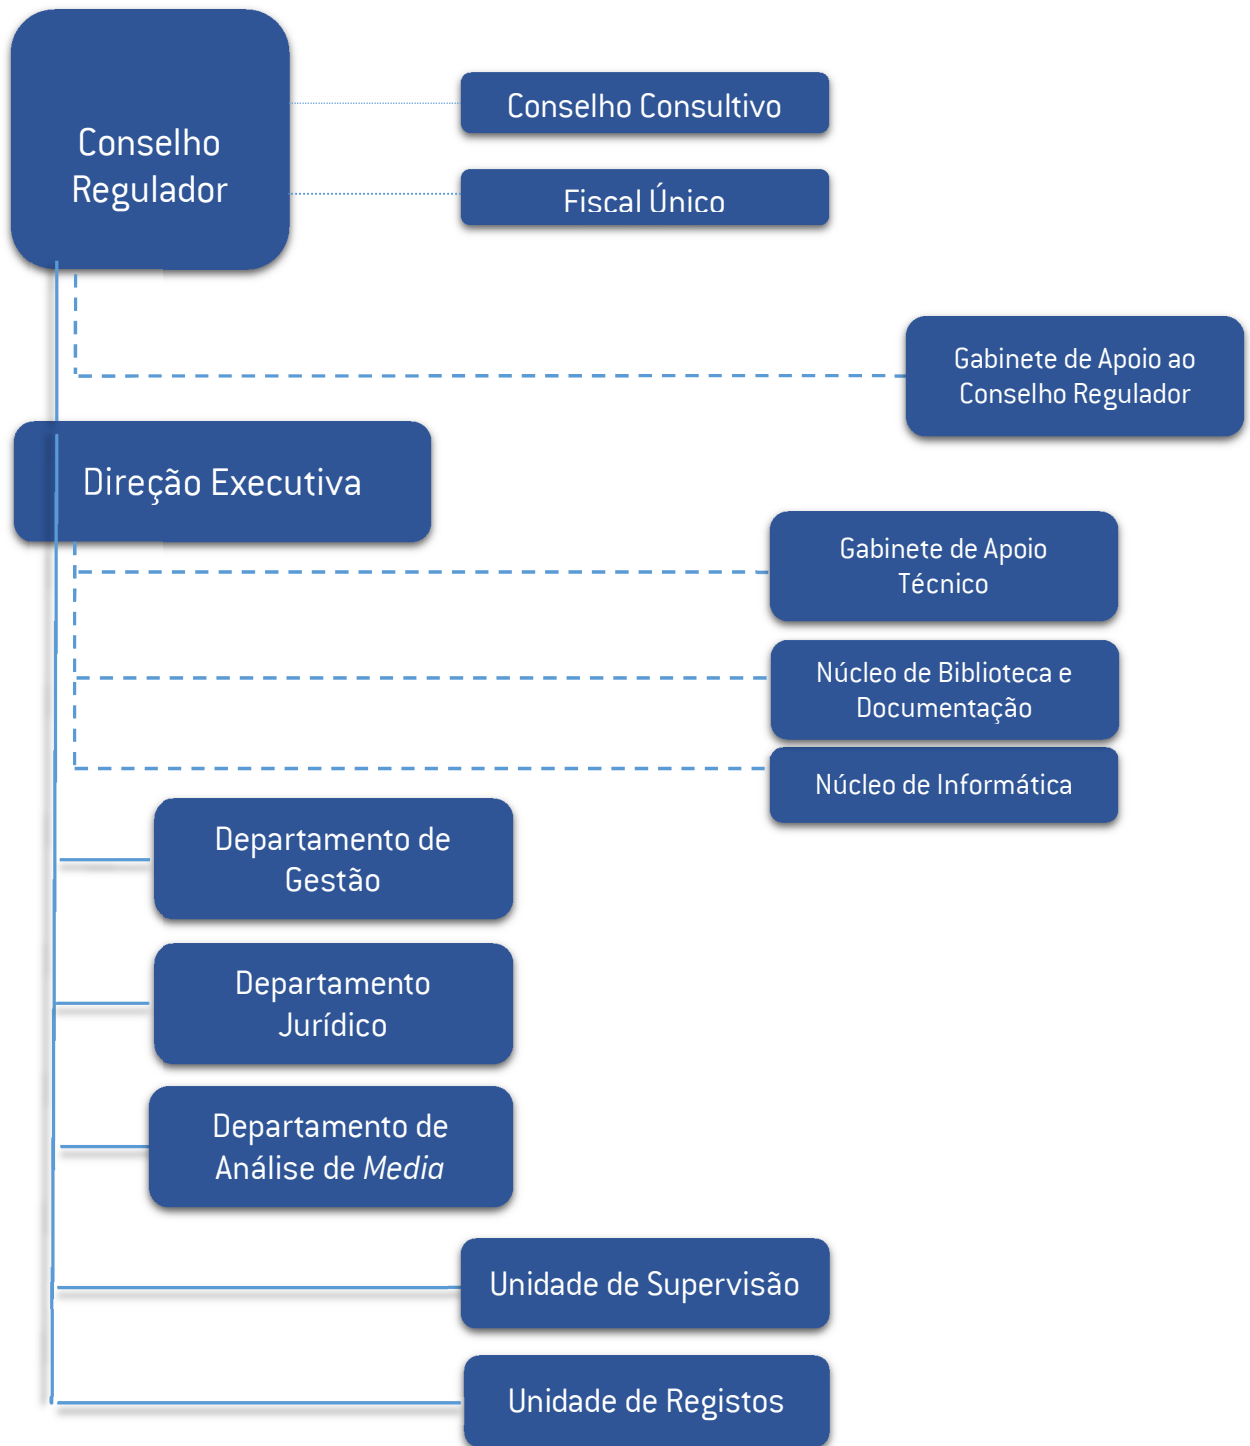 Conselho
Regulador
Conselho Consultivo
Fiscal Único
Gabinete de Apoio ao
Conselho Regulador
Direção Executiva
Gabinete de Apoio
Técnico
Núcleo de Biblioteca e
Documentação
Núcleo de Informática
Departamento de
Gestão
Departamento
Jurídico
Departamento de
Análise de Media
Unidade de Supervisão
Unidade de Registos